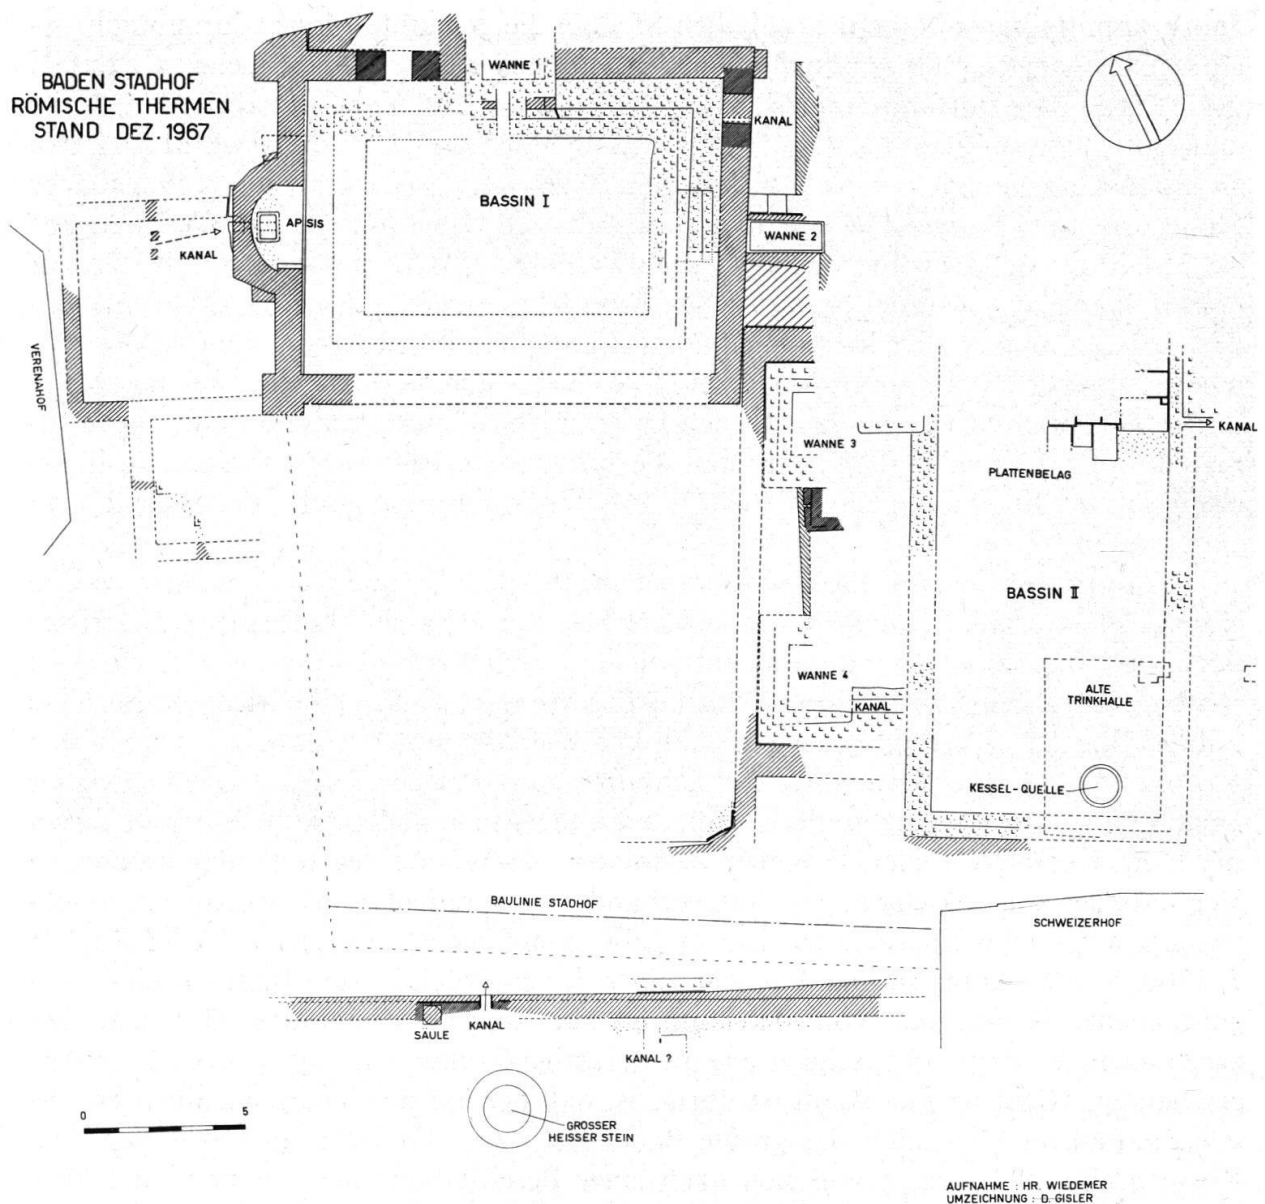 BADEN STADHOF
RÖMISCHE THERMEN
STAND DEZ. 1967
WANNE 1
KANAL
BASSIN I
APSIS
KANAL
WANNE 2
VERENAHOF
WANNE 3
KANAL
PLATTENBELAG
BASSIN II
WANNE 4
KANAL
ALTE
TRINKHALLE
KESSEL-QUELLE
BAULINIE STADHOF
SCHWEIZERHOF
SÄULE
KANAL
KANAL ?
0 5
GROSSER
HEISSER STEIN
AUFNAHME : HR. WIEDEMER
UMZEICHNUNG : D. GISLER